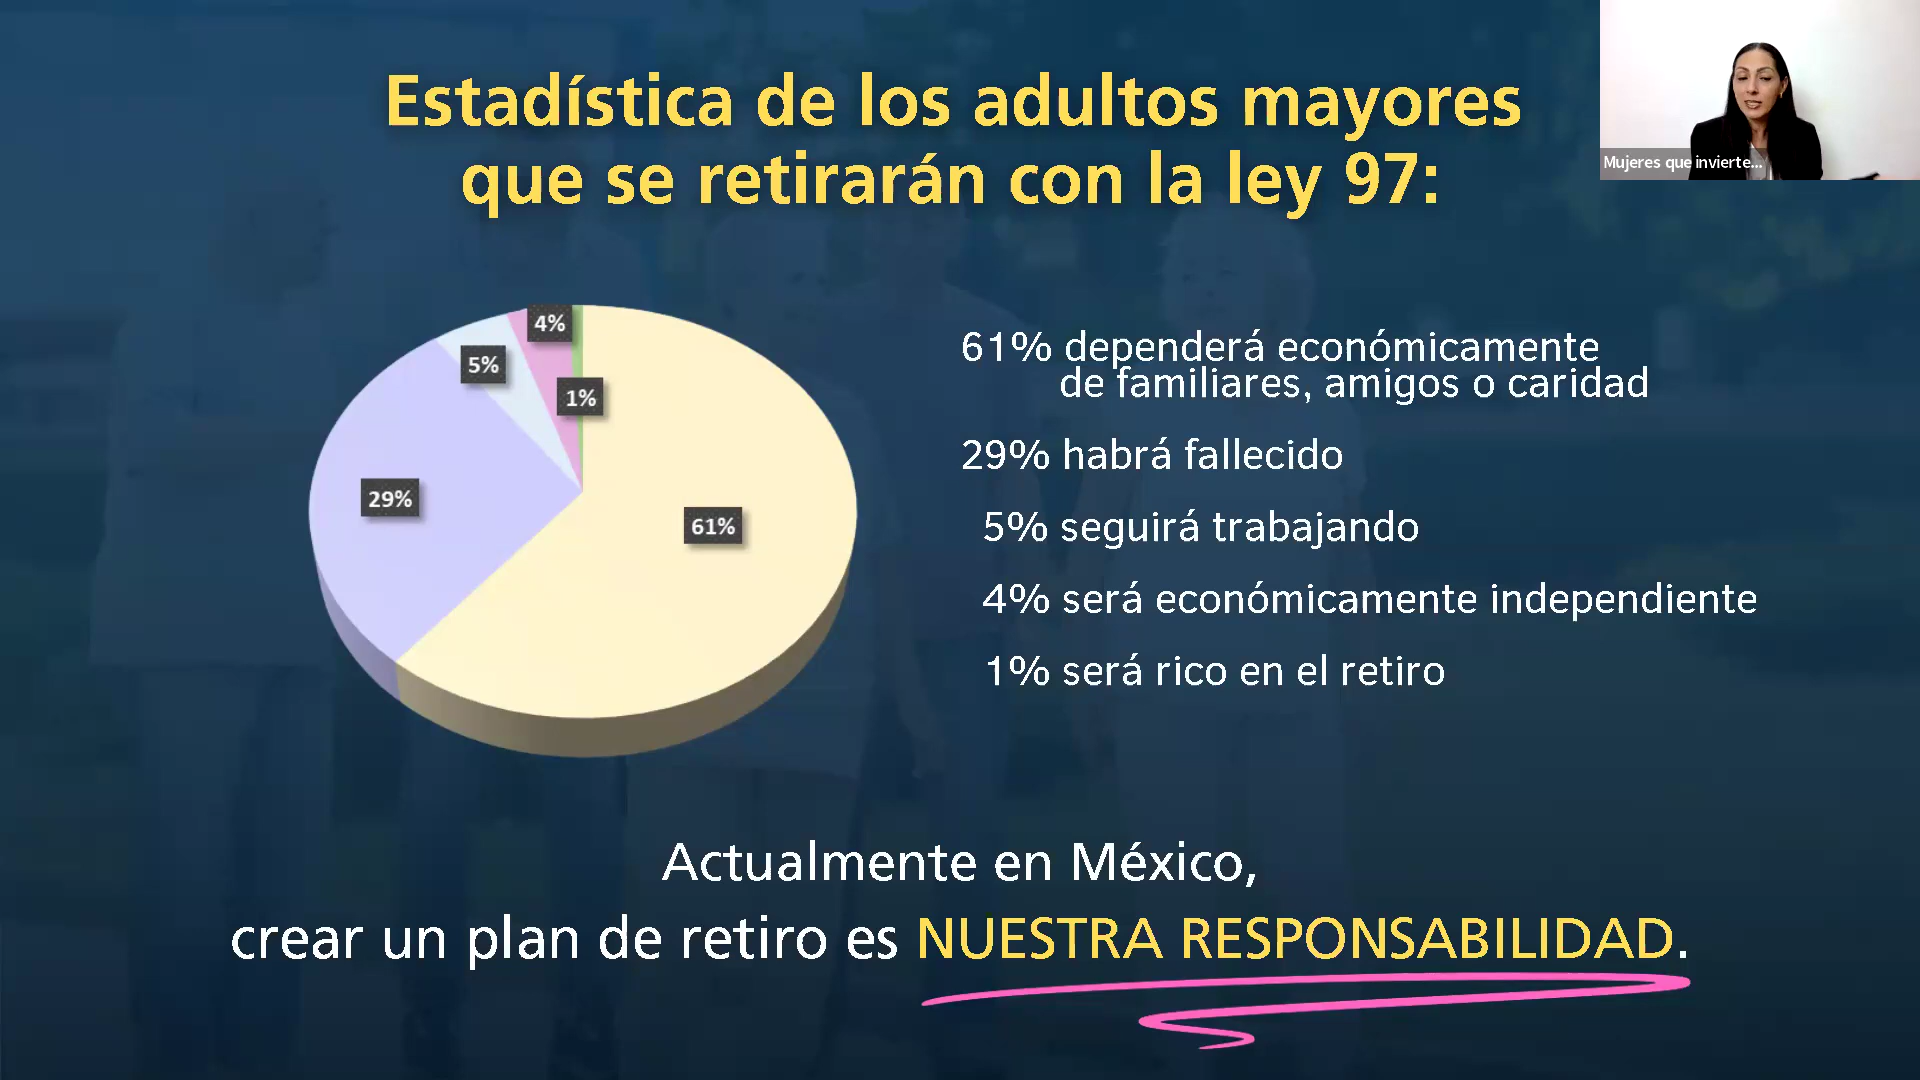 Estadística de los adultos mayores
que se retirarán con la ley 97:
Mujeres que invierte...
4%
5%
1%
29%
61%
61% dependerá económicamente
de familiares, amigos o caridad
29% habrá fallecido
5% seguirá trabajando
4% será económicamente independiente
1% será rico en el retiro
Actualmente en México,
crear un plan de retiro es NUESTRA RESPONSABILIDAD.